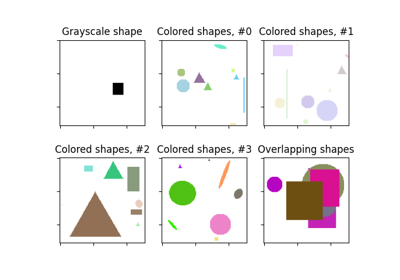 Grayscale shape
Colored shapes, #0
Colored shapes, #1
Colored shapes, #2
Colored shapes, #3
Overlapping shapes